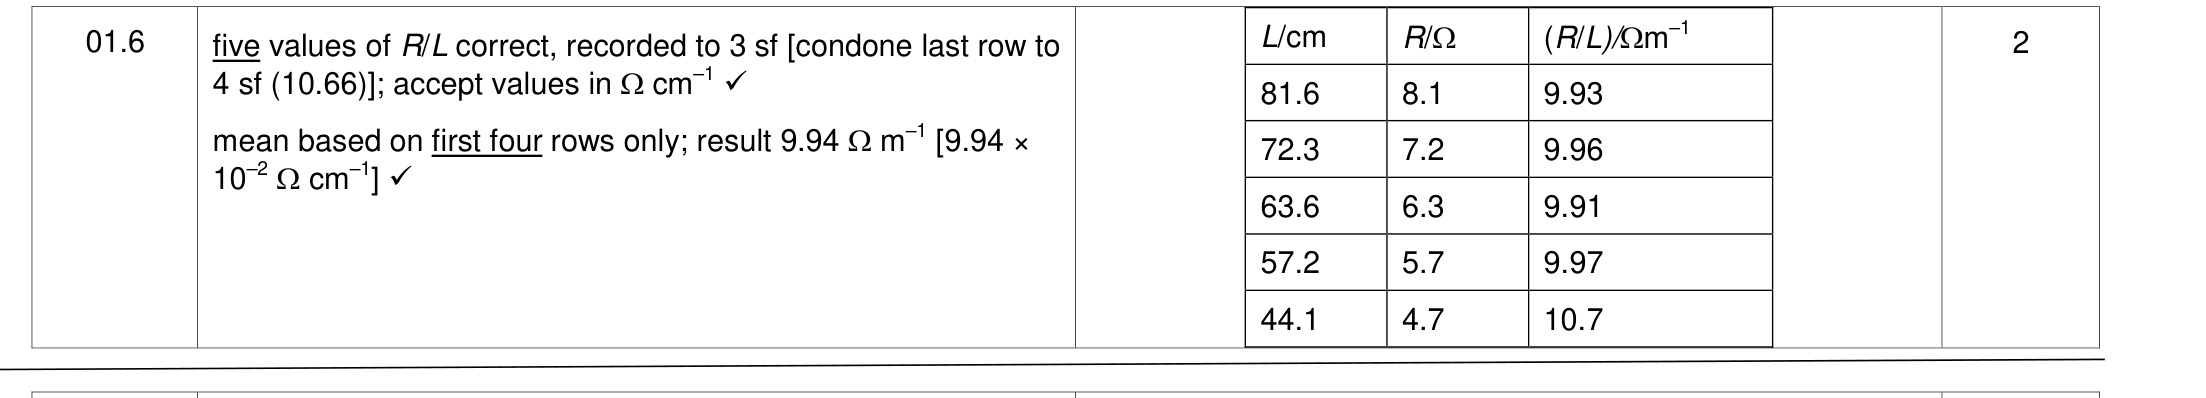 01.6
five values of R/L correct, recorded to 3 sf [condone last row to
4 sf (10.66)]; accept values in Ω cm⁻¹ ✓
mean based on first four rows only; result 9.94 Ω m⁻¹ [9.94 ×
10⁻² Ω cm⁻¹] ✓
L/cm R/Ω (R/L)/Ωm⁻¹
81.6 8.1 9.93
72.3 7.2 9.96
63.6 6.3 9.91
57.2 5.7 9.97
44.1 4.7 10.7
2